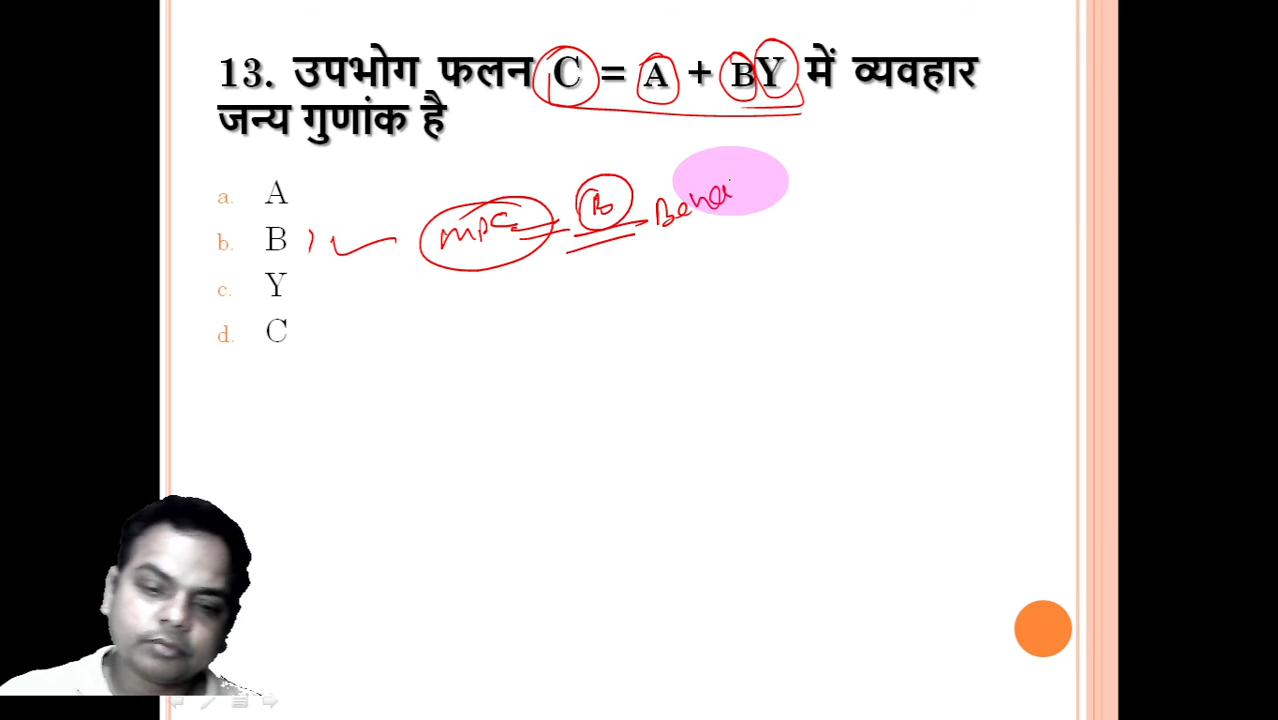 13. उपभोग फलन C = A + BY में व्यवहार
जन्य गुणांक है
a. A
b. B
c. Y
d. C
MPC = B
Beha